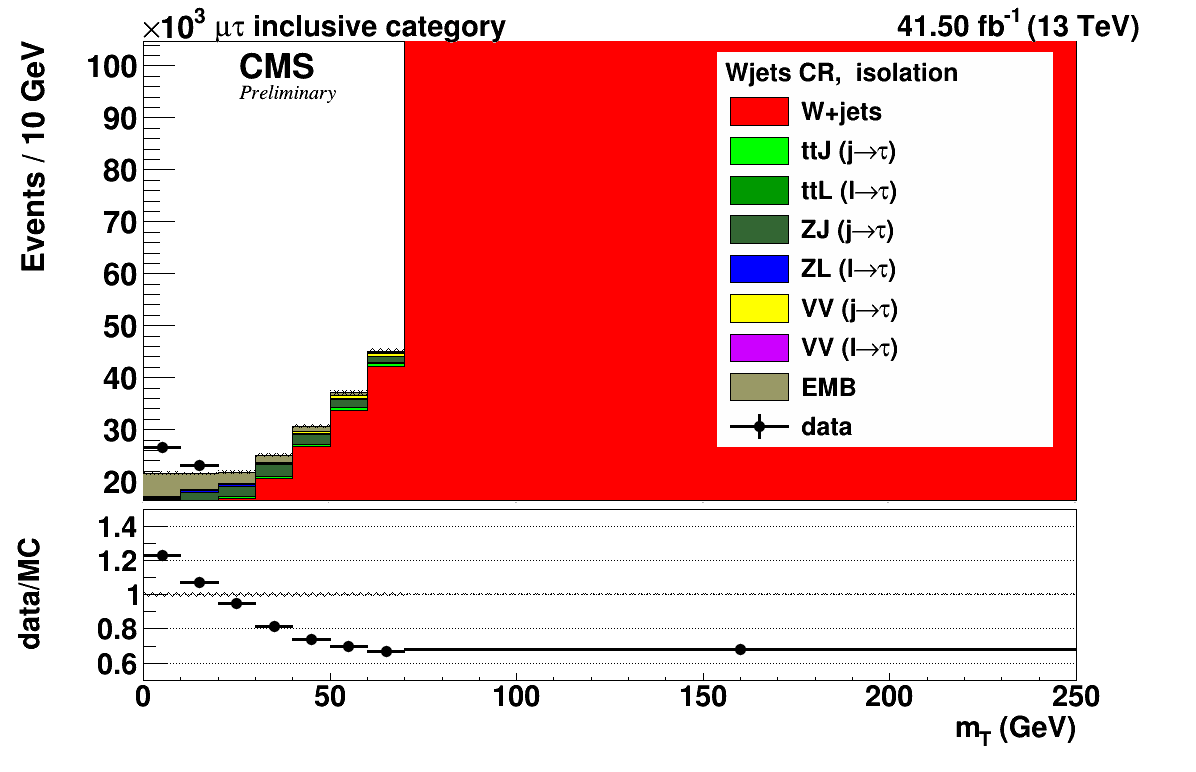 ×10³ μτ inclusive category 41.50 fb⁻¹ (13 TeV)
CMS
Preliminary
Events / 10 GeV
100
90
80
70
60
50
40
30
20
Wjets CR, isolation
W+jets
ttJ (j→τ)
ttL (l→τ)
ZJ (j→τ)
ZL (l→τ)
VV (j→τ)
VV (l→τ)
EMB
data
data/MC
1.4
1.2
1
0.8
0.6
0 50 100 150 200 250
m_T (GeV)